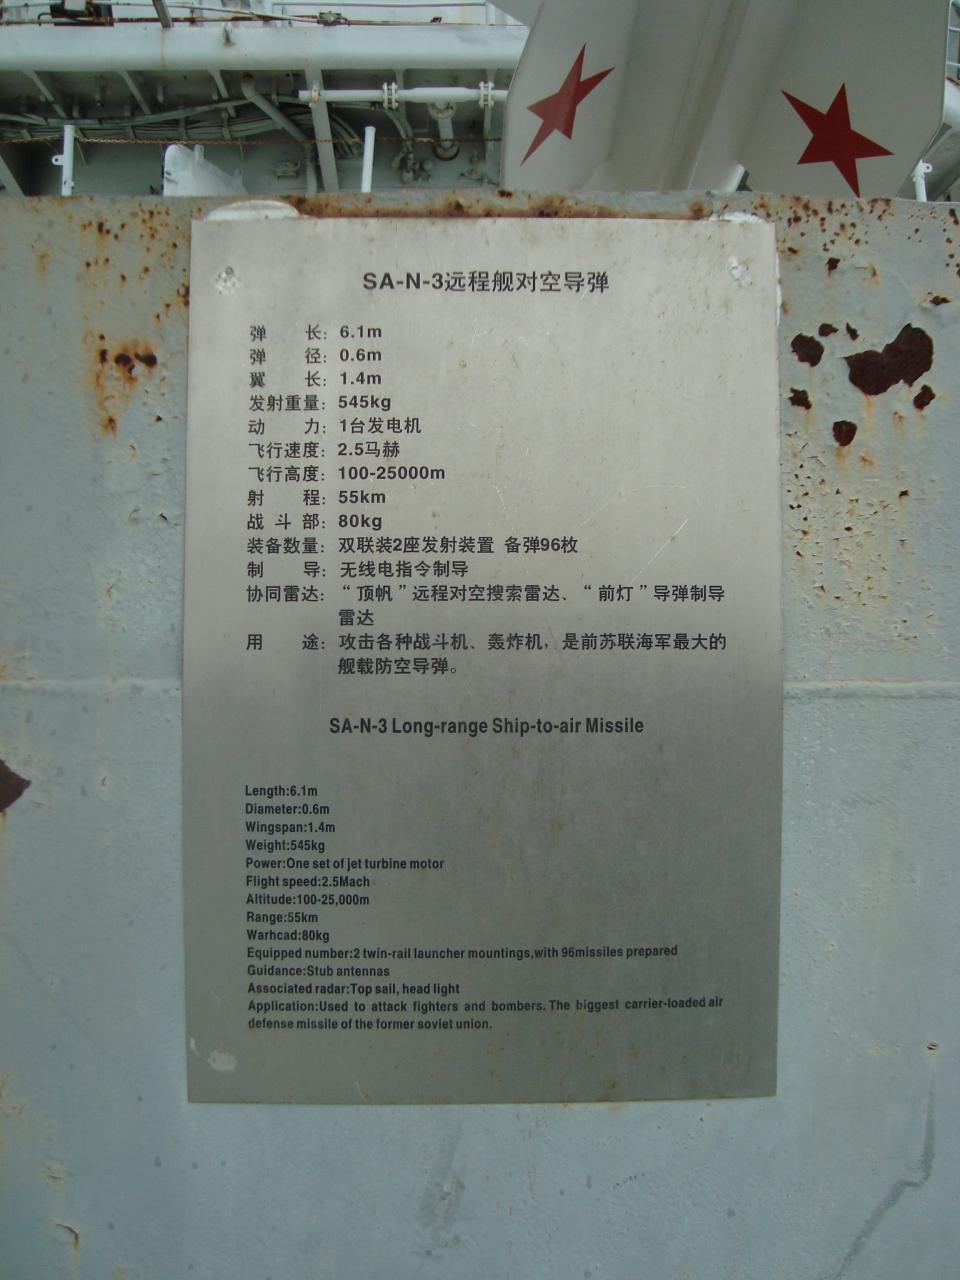 SA-N-3远程舰对空导弹
弹 长: 6.1m
弹 径: 0.6m
翼 长: 1.4m
发射重量: 545kg
动 力: 1台发电机
飞行速度: 2.5马赫
飞行高度: 100-25000m
射 程: 55km
战 斗 部: 80kg
装备数量: 双联装2座发射装置 备弹96枚
制 导: 无线电指令制导
协同雷达: “顶帆”远程对空搜索雷达、“前灯”导弹制导
雷达
用 途: 攻击各种战斗机、轰炸机，是前苏联海军最大的
舰载防空导弹。
SA-N-3 Long-range Ship-to-air Missile
Length:6.1m
Diameter:0.6m
Wingspan:1.4m
Weight:545kg
Power:One set of jet turbine motor
Flight speed:2.5Mach
Altitude:100-25,000m
Range:55km
Warhcad:80kg
Equipped number:2 twin-rail launcher mountings,with 96missiles prepared
Guidance:Stub antennas
Associated radar:Top sail, head light
Application:Used to attack fighters and bombers. The biggest carrier-loaded air
defense missile of the former soviet union.